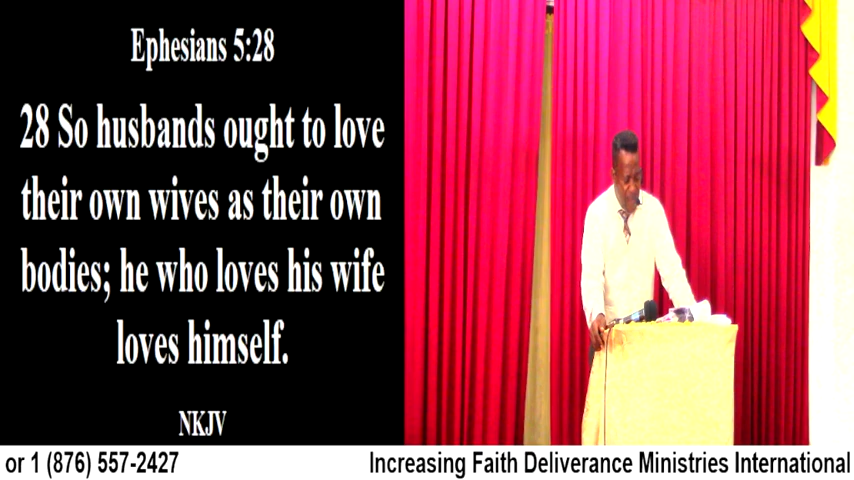 Ephesians 5:28
28 So husbands ought to love
their own wives as their own
bodies; he who loves his wife
loves himself.
NKJV
or 1 (876) 557-2427
Increasing Faith Deliverance Ministries International